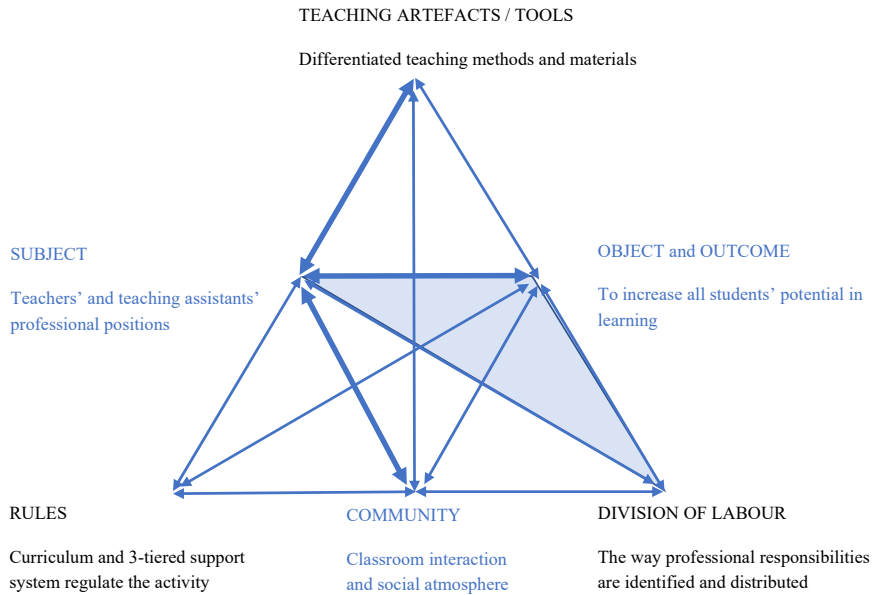 TEACHING ARTEFACTS / TOOLS
Differentiated teaching methods and materials
SUBJECT
Teachers’ and teaching assistants’
professional positions
OBJECT and OUTCOME
To increase all students’ potential in
learning
RULES
Curriculum and 3-tiered support
system regulate the activity
COMMUNITY
Classroom interaction
and social atmosphere
DIVISION OF LABOUR
The way professional responsibilities
are identified and distributed